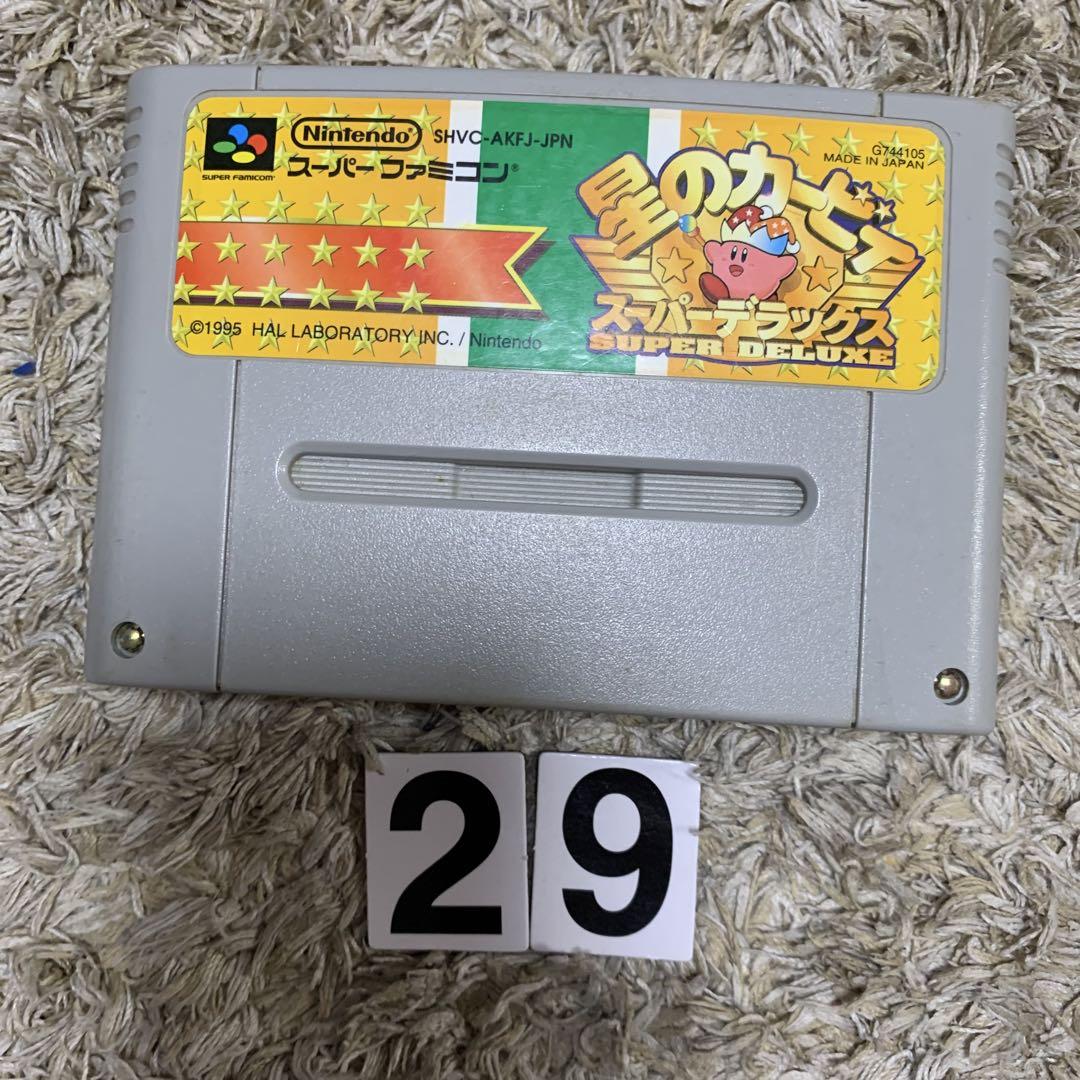 SUPER FAMICOM
Nintendo® SHVC-AKFJ-JPN
スーパーファミコン®
G744105
MADE IN JAPAN
星のカービィ
スーパーデラックス
SUPER DELUXE
©1995 HAL LABORATORY INC. / Nintendo
29